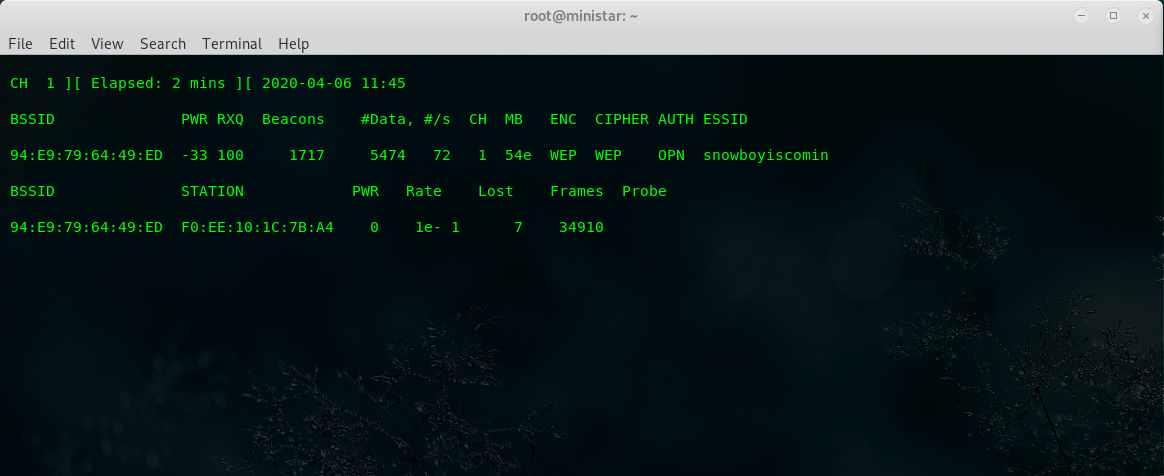 root@ministar: ~
File Edit View Search Terminal Help
CH 1 ][ Elapsed: 2 mins ][ 2020-04-06 11:45
BSSID PWR RXQ Beacons #Data, #/s CH MB ENC CIPHER AUTH ESSID
94:E9:79:64:49:ED -33 100 1717 5474 72 1 54e WEP WEP OPN snowboyiscomin
BSSID STATION PWR Rate Lost Frames Probe
94:E9:79:64:49:ED F0:EE:10:1C:7B:A4 0 1e- 1 7 34910